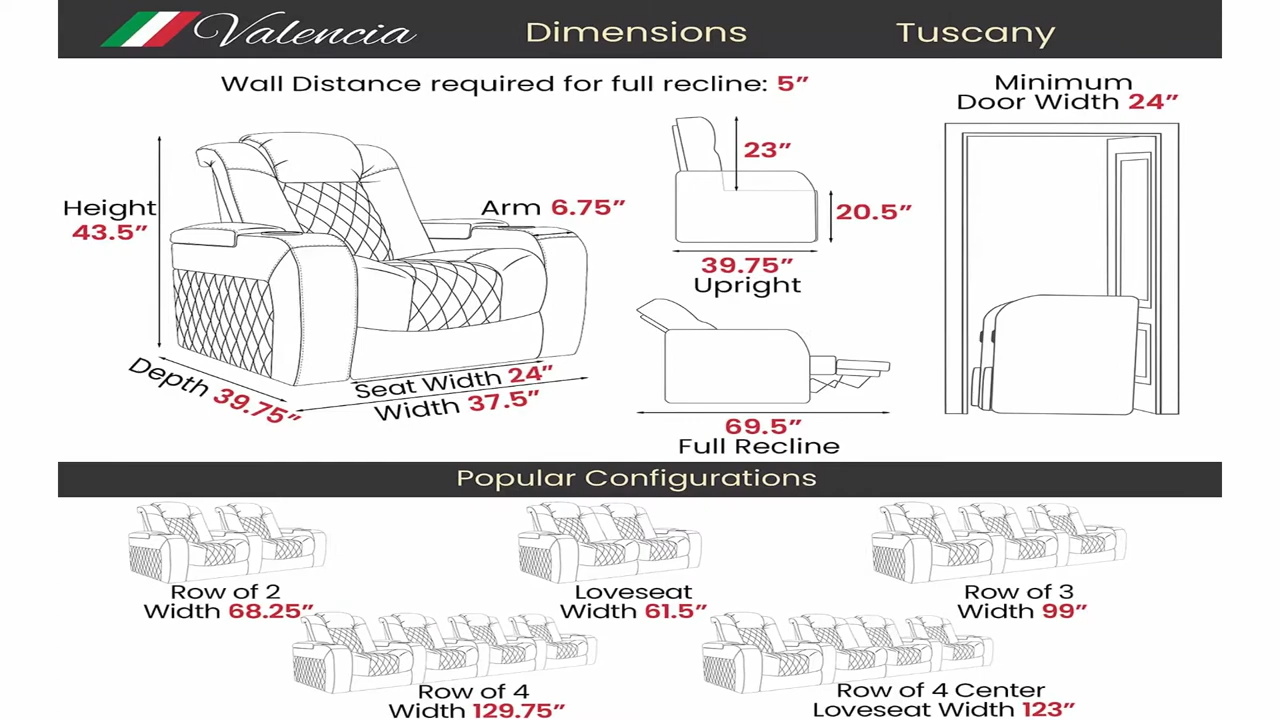 Valencia Dimensions Tuscany
Wall Distance required for full recline: 5”
Minimum
Door Width 24”
23”
Height
43.5”
Arm 6.75”
20.5”
39.75”
Upright
Depth 39.75”
Seat Width 24”
Width 37.5”
69.5”
Full Recline
Popular Configurations
Row of 2
Width 68.25”
Loveseat
Width 61.5”
Row of 3
Width 99”
Row of 4
Width 129.75”
Row of 4 Center
Loveseat Width 123”